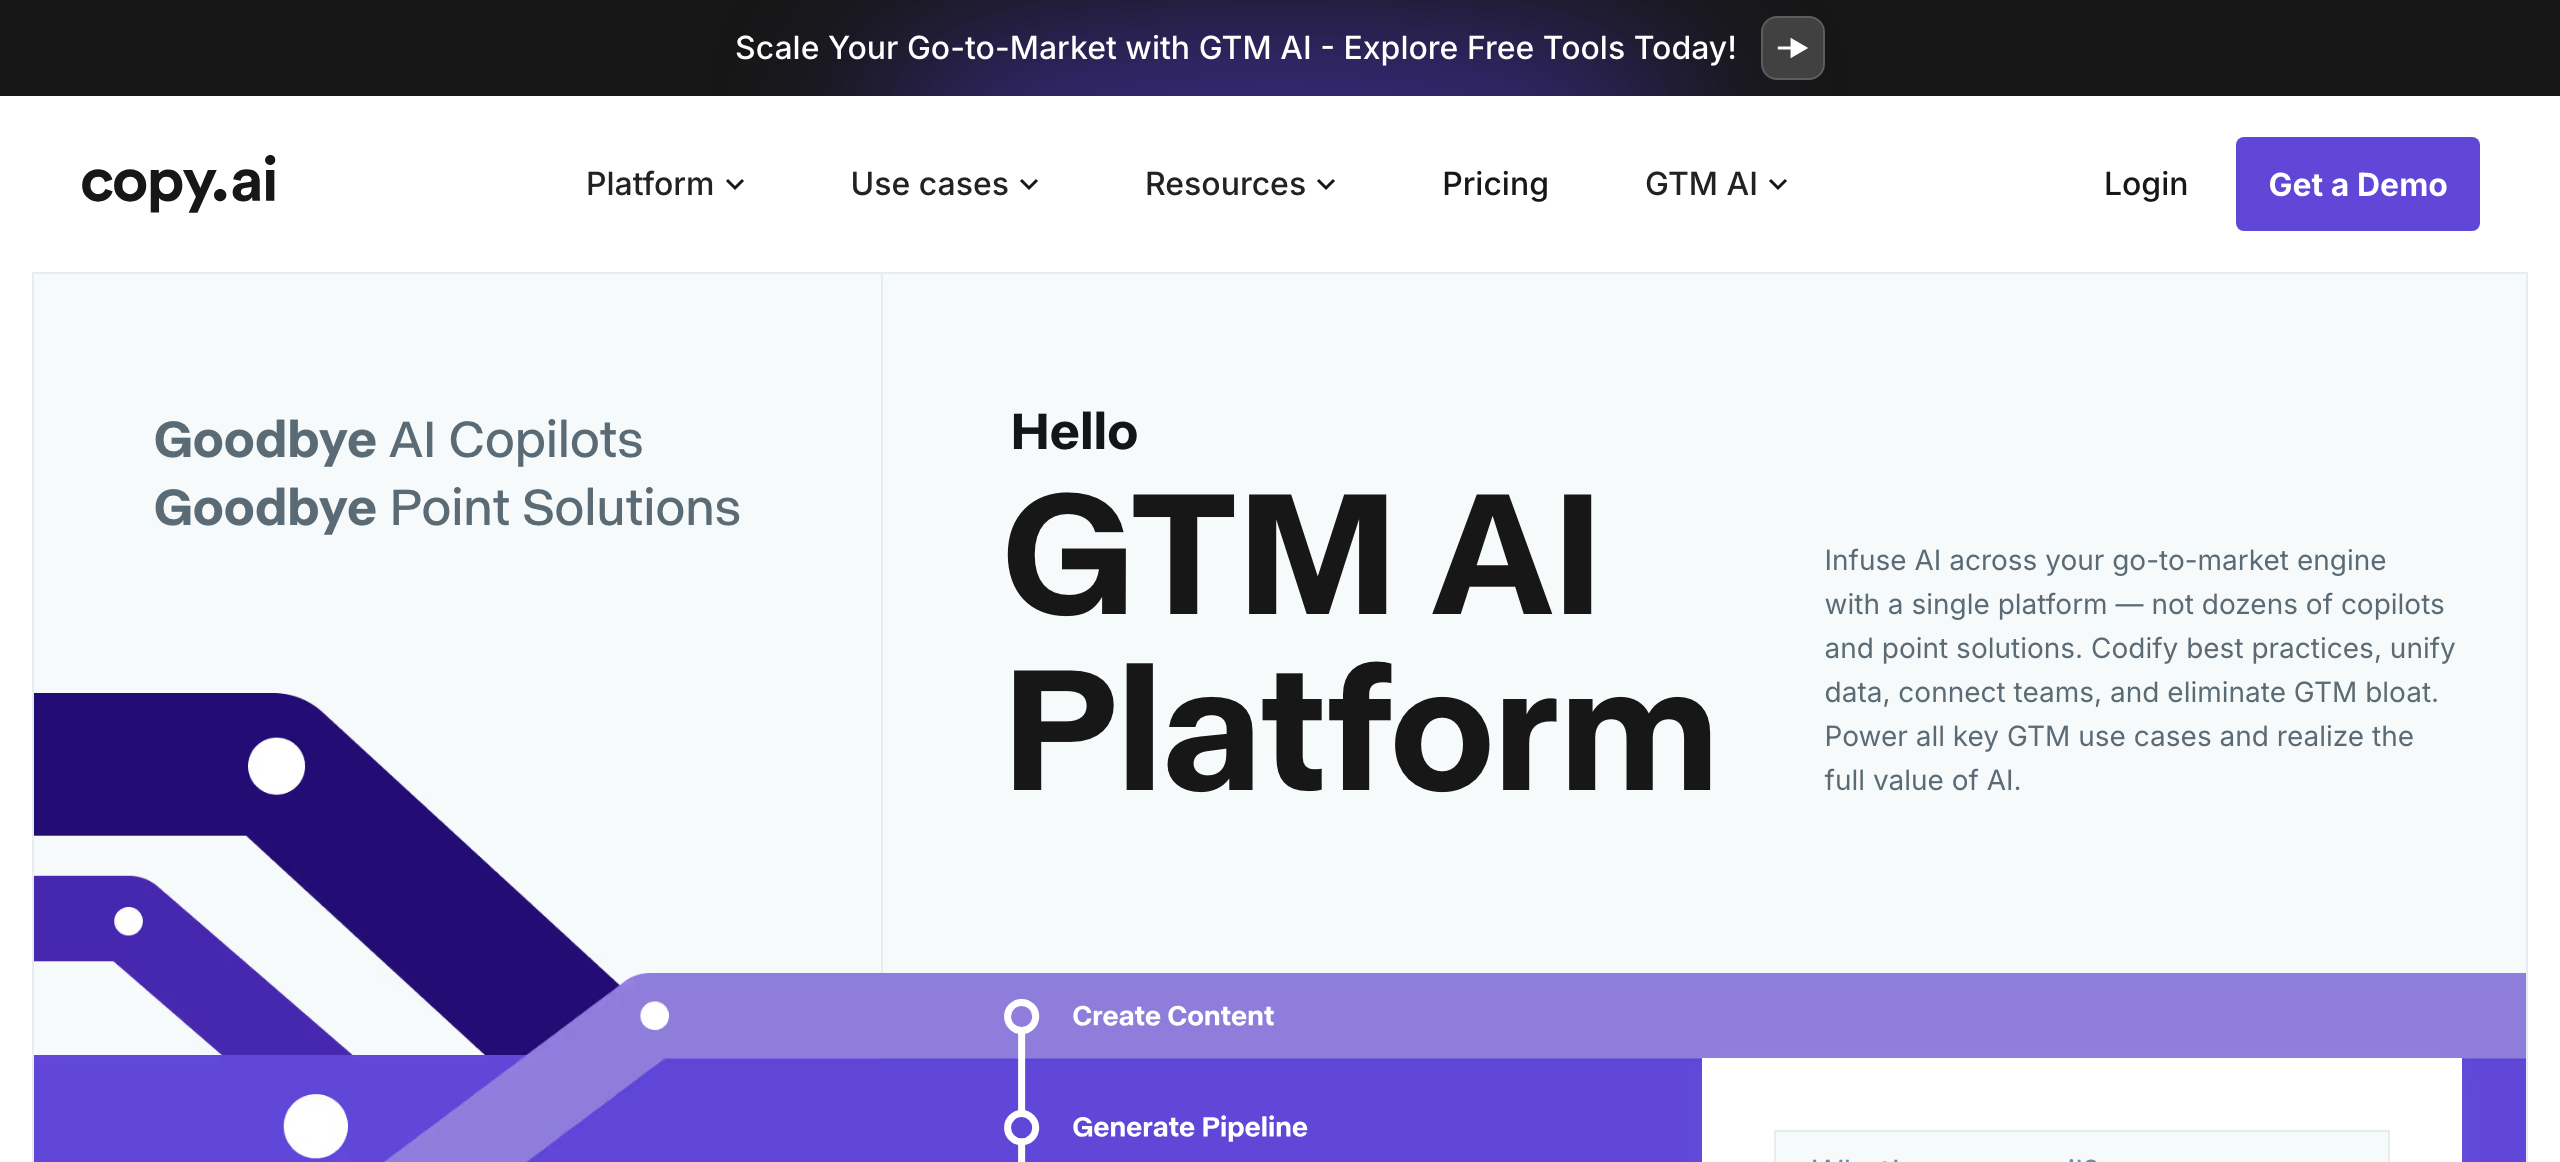 Scale Your Go-to-Market with GTM AI - Explore Free Tools Today!
copy.ai
Platform
Use cases
Resources
Pricing
GTM AI
Login
Get a Demo
Goodbye AI Copilots
Goodbye Point Solutions
Hello
GTM AI
Platform
Infuse AI across your go-to-market engine
with a single platform — not dozens of copilots
and point solutions. Codify best practices, unify
data, connect teams, and eliminate GTM bloat.
Power all key GTM use cases and realize the
full value of AI.
Create Content
Generate Pipeline